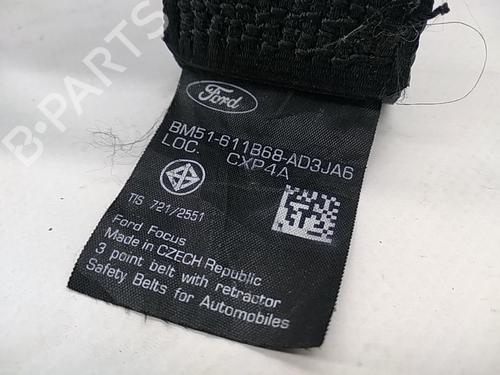 B-PARTS
Ford
BM51-611B68-AD3JA6
LOC. CXP4A
TIS 721/2551
Ford Focus
Made in CZECH Republic
3 point belt with retractor
Safety Belts for Automobiles